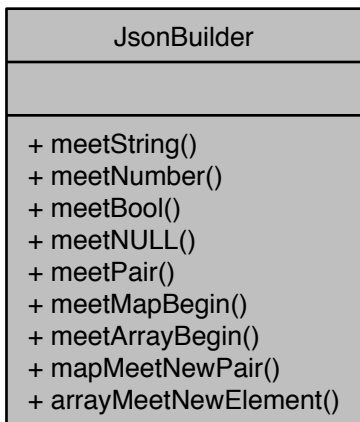 JsonBuilder
+ meetString()
+ meetNumber()
+ meetBool()
+ meetNULL()
+ meetPair()
+ meetMapBegin()
+ meetArrayBegin()
+ mapMeetNewPair()
+ arrayMeetNewElement()